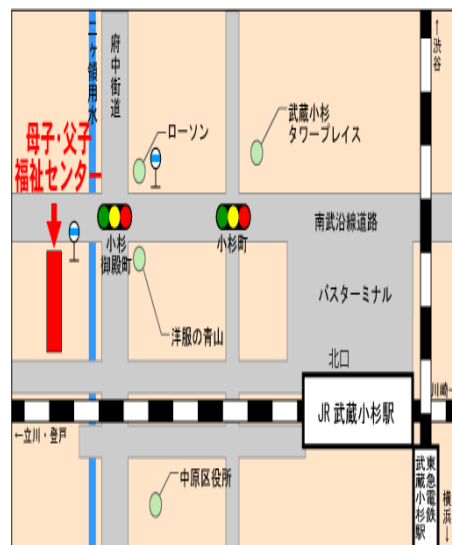 二ヶ領用水
府中街道
↑渋谷
母子・父子
福祉センター
ローソン
武蔵小杉
タワープレイス
小杉
御殿町
小杉町
南武沿線道路
洋服の青山
バスターミナル
北口
JR 武蔵小杉駅
川崎→
←立川・登戸
中原区役所
東急電鉄
武蔵小杉駅
横浜↓